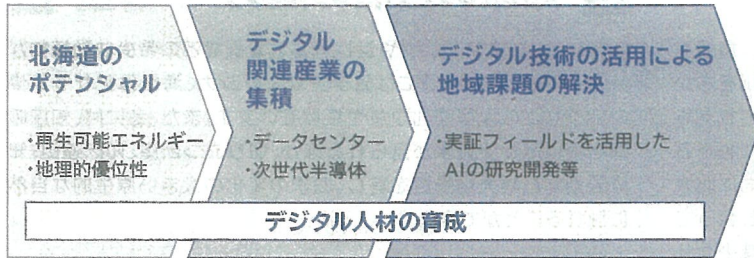 北海道の
ポテンシャル
・再生可能エネルギー
・地理的優位性
デジタル
関連産業の
集積
・データセンター
・次世代半導体
デジタル技術の活用による
地域課題の解決
・実証フィールドを活用した
AIの研究開発等
デジタル人材の育成